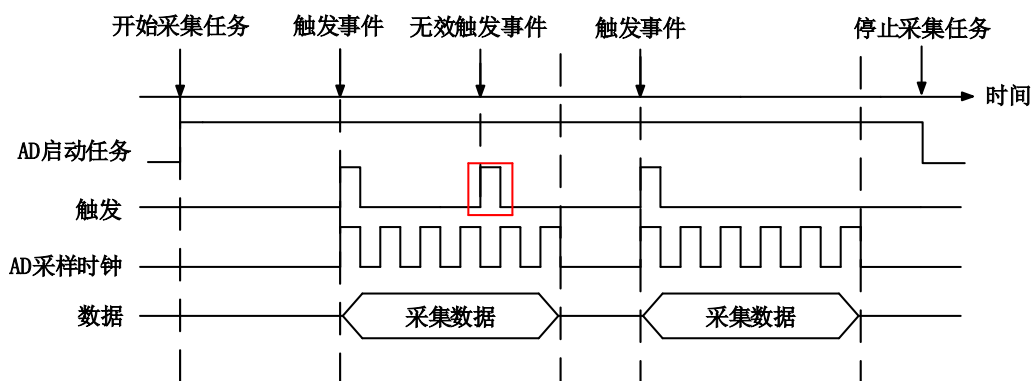 开始采集任务 触发事件 无效触发事件 触发事件 停止采集任务
时间
AD启动任务
触发
AD采样时钟
数据 采集数据 采集数据